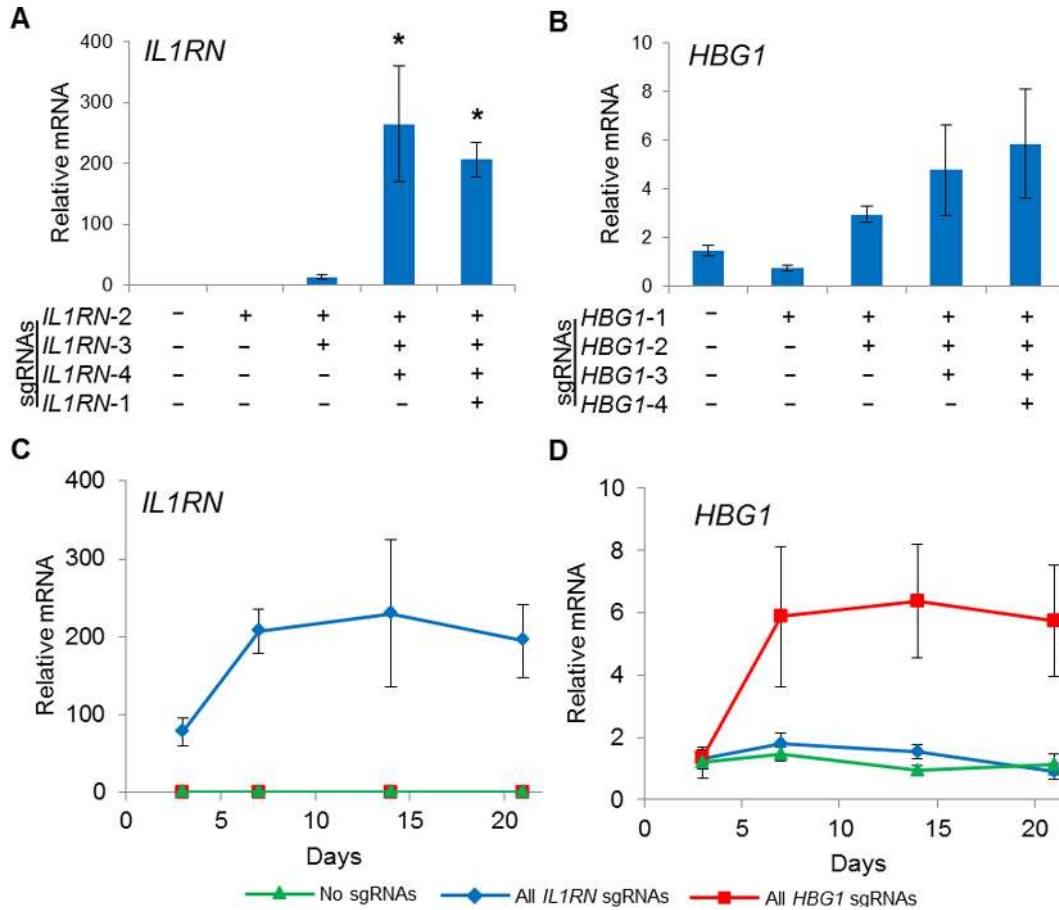 A
IL1RN
Relative mRNA
400
300
200
100
0
*
*
sgRNAs
IL1RN-2 – + + + +
IL1RN-3 – – + + +
IL1RN-4 – – – + +
IL1RN-1 – – – – +
B
HBG1
Relative mRNA
10
8
6
4
2
0
sgRNAs
HBG1-1 – + + + +
HBG1-2 – – + + +
HBG1-3 – – – + +
HBG1-4 – – – – +
C
IL1RN
Relative mRNA
400
300
200
100
0
0 5 10 15 20
Days
D
HBG1
Relative mRNA
10
8
6
4
2
0
0 5 10 15 20
Days
No sgRNAs All IL1RN sgRNAs All HBG1 sgRNAs